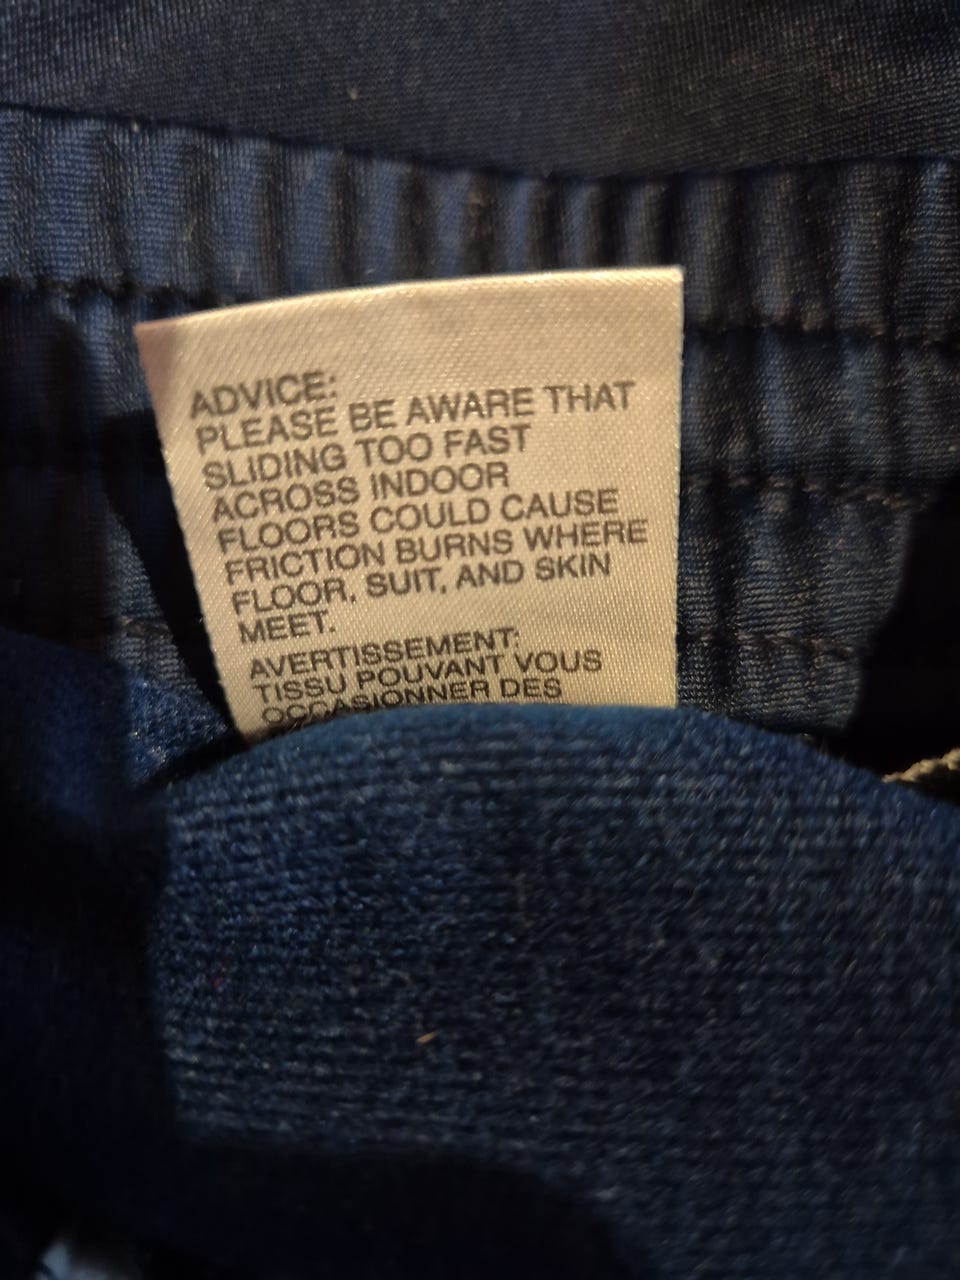 ADVICE:
PLEASE BE AWARE THAT
SLIDING TOO FAST
ACROSS INDOOR
FLOORS COULD CAUSE
FRICTION BURNS WHERE
FLOOR, SUIT, AND SKIN
MEET.
AVERTISSEMENT:
TISSU POUVANT VOUS
OCCASIONNER DES